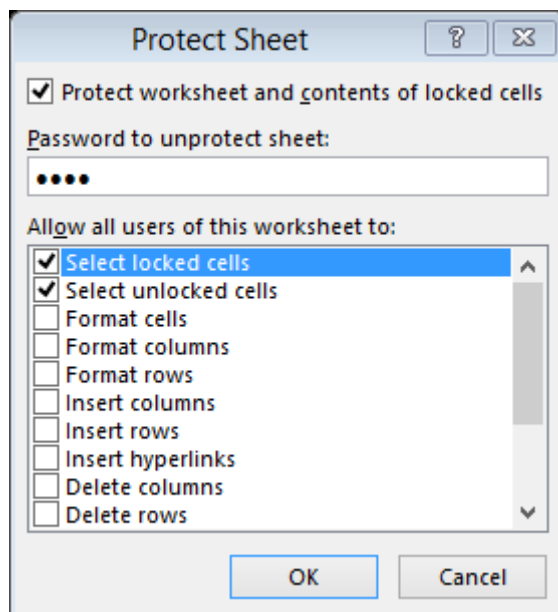 Protect Sheet
Protect worksheet and contents of locked cells
Password to unprotect sheet:
••••
Allow all users of this worksheet to:
Select locked cells
Select unlocked cells
Format cells
Format columns
Format rows
Insert columns
Insert rows
Insert hyperlinks
Delete columns
Delete rows
OK Cancel